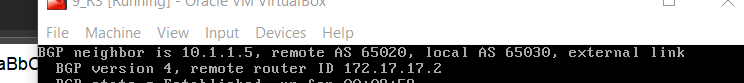 9_R3 [Running] - Oracle VM VirtualBox
File Machine View Input Devices Help
BGP neighbor is 10.1.1.5, remote AS 65020, local AS 65030, external link
BGP version 4, remote router ID 172.17.17.2